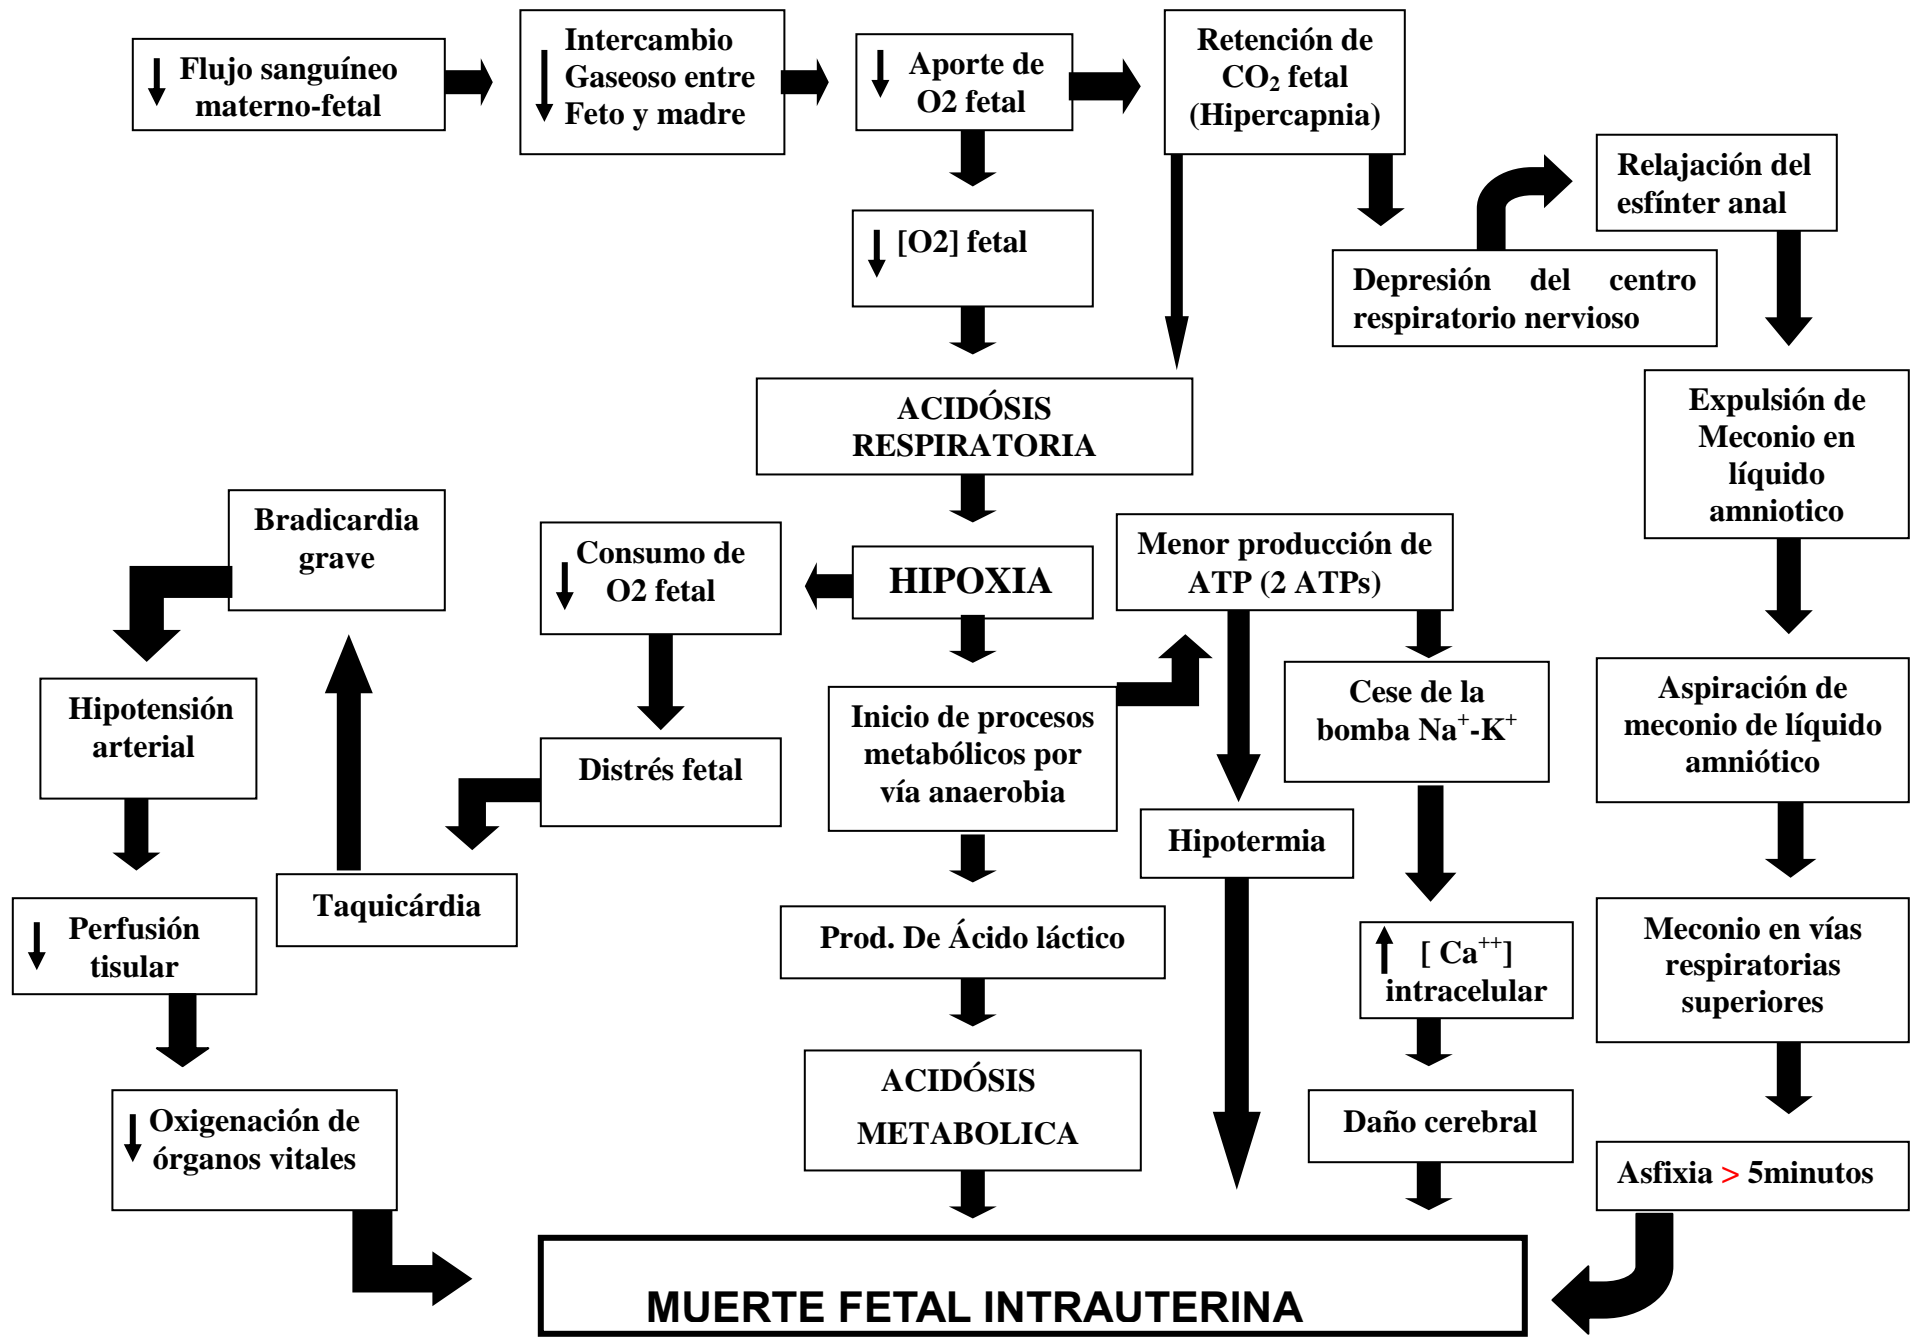 Flujo sanguíneo
materno-fetal
Intercambio
Gaseoso entre
Feto y madre
Aporte de
O2 fetal
Retención de
CO₂ fetal
(Hipercapnia)
Relajación del
esfínter anal
[O2] fetal
Depresión del centro
respiratorio nervioso
ACIDÓSIS
RESPIRATORIA
Expulsión de
Meconio en
líquido
amniotico
Bradicardia
grave
Consumo de
O2 fetal
HIPOXIA
Menor producción de
ATP (2 ATPs)
Hipotensión
arterial
Distrés fetal
Inicio de procesos
metabólicos por
vía anaerobia
Cese de la
bomba Na⁺-K⁺
Aspiración de
meconio de líquido
amniótico
Hipotermia
Taquicárdia
Perfusión
tisular
Prod. De Ácido láctico
[ Ca⁺⁺]
intracelular
Meconio en vías
respiratorias
superiores
Oxigenación de
órganos vitales
ACIDÓSIS
METABOLICA
Daño cerebral
Asfixia > 5minutos
MUERTE FETAL INTRAUTERINA